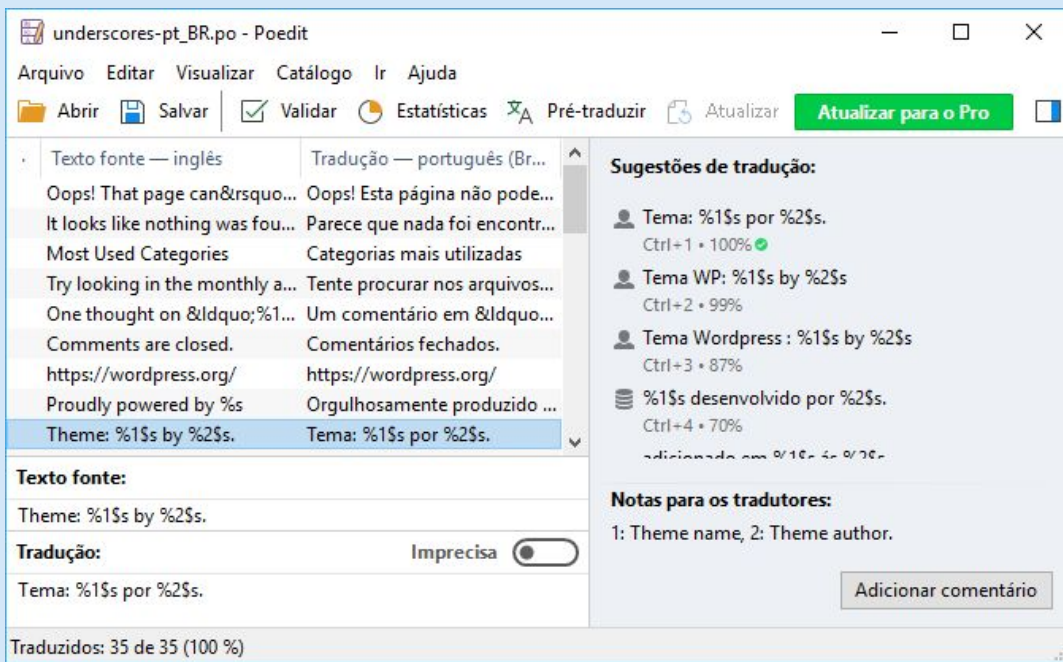 underscores-pt_BR.po - Poedit
Arquivo Editar Visualizar Catálogo Ir Ajuda
Abrir Salvar Validar Estatísticas Pré-traduzir Atualizar Atualizar para o Pro
Texto fonte — inglês Tradução — português (Br...
Oops! That page can&rsquo... Oops! Esta página não pode...
It looks like nothing was fou... Parece que nada foi encontr...
Most Used Categories Categorias mais utilizadas
Try looking in the monthly a... Tente procurar nos arquivos...
One thought on &ldquo;%1... Um comentário em &ldquo...
Comments are closed. Comentários fechados.
https://wordpress.org/ https://wordpress.org/
Proudly powered by %s Orgulhosamente produzido ...
Theme: %1$s by %2$s. Tema: %1$s por %2$s.
Texto fonte:
Theme: %1$s by %2$s.
Tradução: Imprecisa
Tema: %1$s por %2$s.
Sugestões de tradução:
Tema: %1$s por %2$s.
Ctrl+1 • 100%
Tema WP: %1$s by %2$s
Ctrl+2 • 99%
Tema Wordpress : %1$s by %2$s
Ctrl+3 • 87%
%1$s desenvolvido por %2$s.
Ctrl+4 • 70%
adicionado em %1$s ás %2$s
Notas para os tradutores:
1: Theme name, 2: Theme author.
Adicionar comentário
Traduzidos: 35 de 35 (100 %)